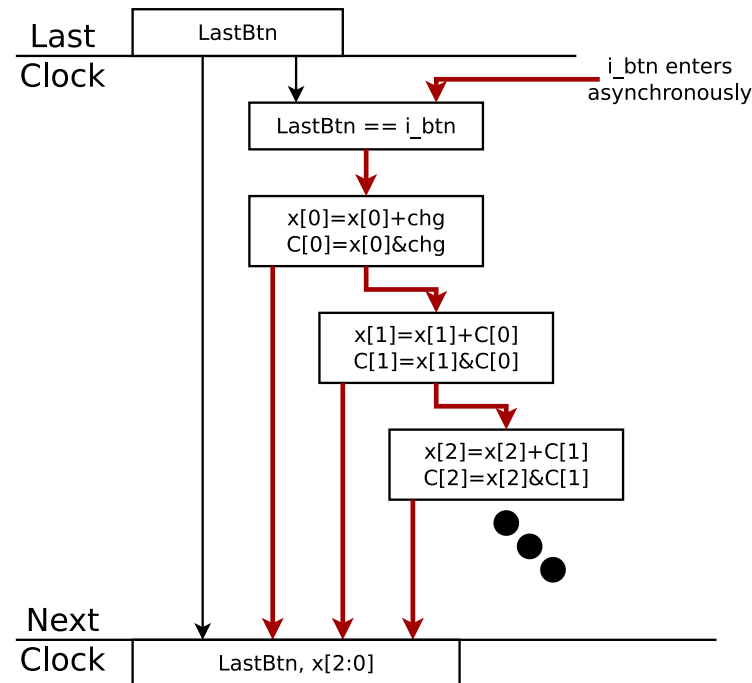 Last
LastBtn
Clock
i_btn enters
asynchronously
LastBtn == i_btn
x[0]=x[0]+chg
C[0]=x[0]&chg
x[1]=x[1]+C[0]
C[1]=x[1]&C[0]
x[2]=x[2]+C[1]
C[2]=x[2]&C[1]
Next
Clock
LastBtn, x[2:0]